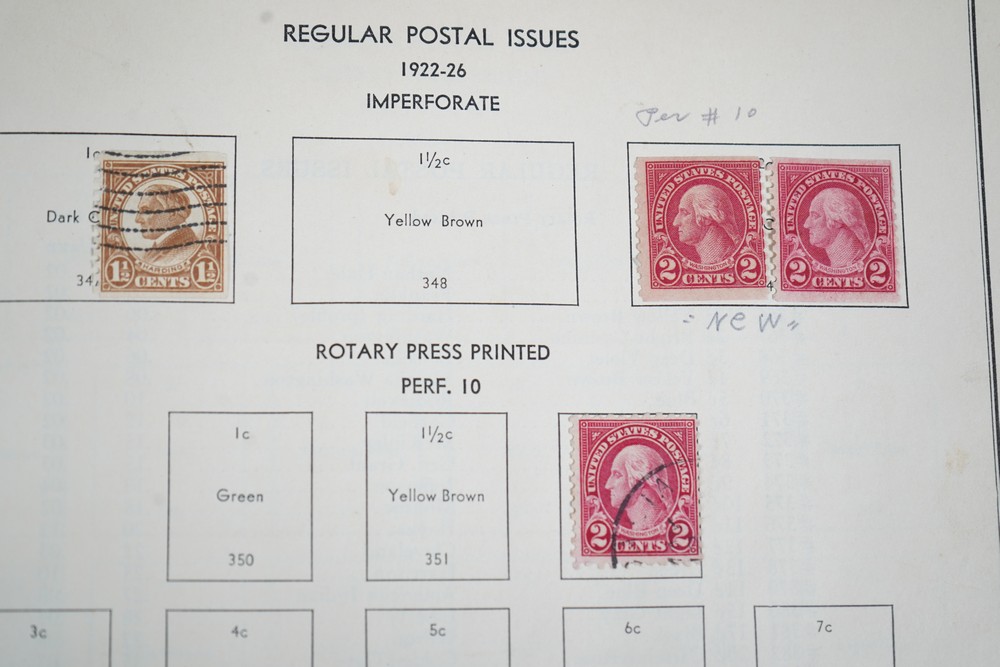 REGULAR POSTAL ISSUES
1922-26
IMPERFORATE
Per # 10
1c
Dark
34
HARDING
1½ CENTS 1½
1½c
Yellow Brown
348
UNITED STATES POSTAGE
WASHINGTON
2 CENTS 2
UNITED STATES POSTAGE
WASHINGTON
2 CENTS 2
4
"NEW"
ROTARY PRESS PRINTED
PERF. 10
1c
Green
350
1½c
Yellow Brown
351
UNITED STATES POSTAGE
WASHINGTON
2 CENTS 2
3c
4c
5c
6c
7c